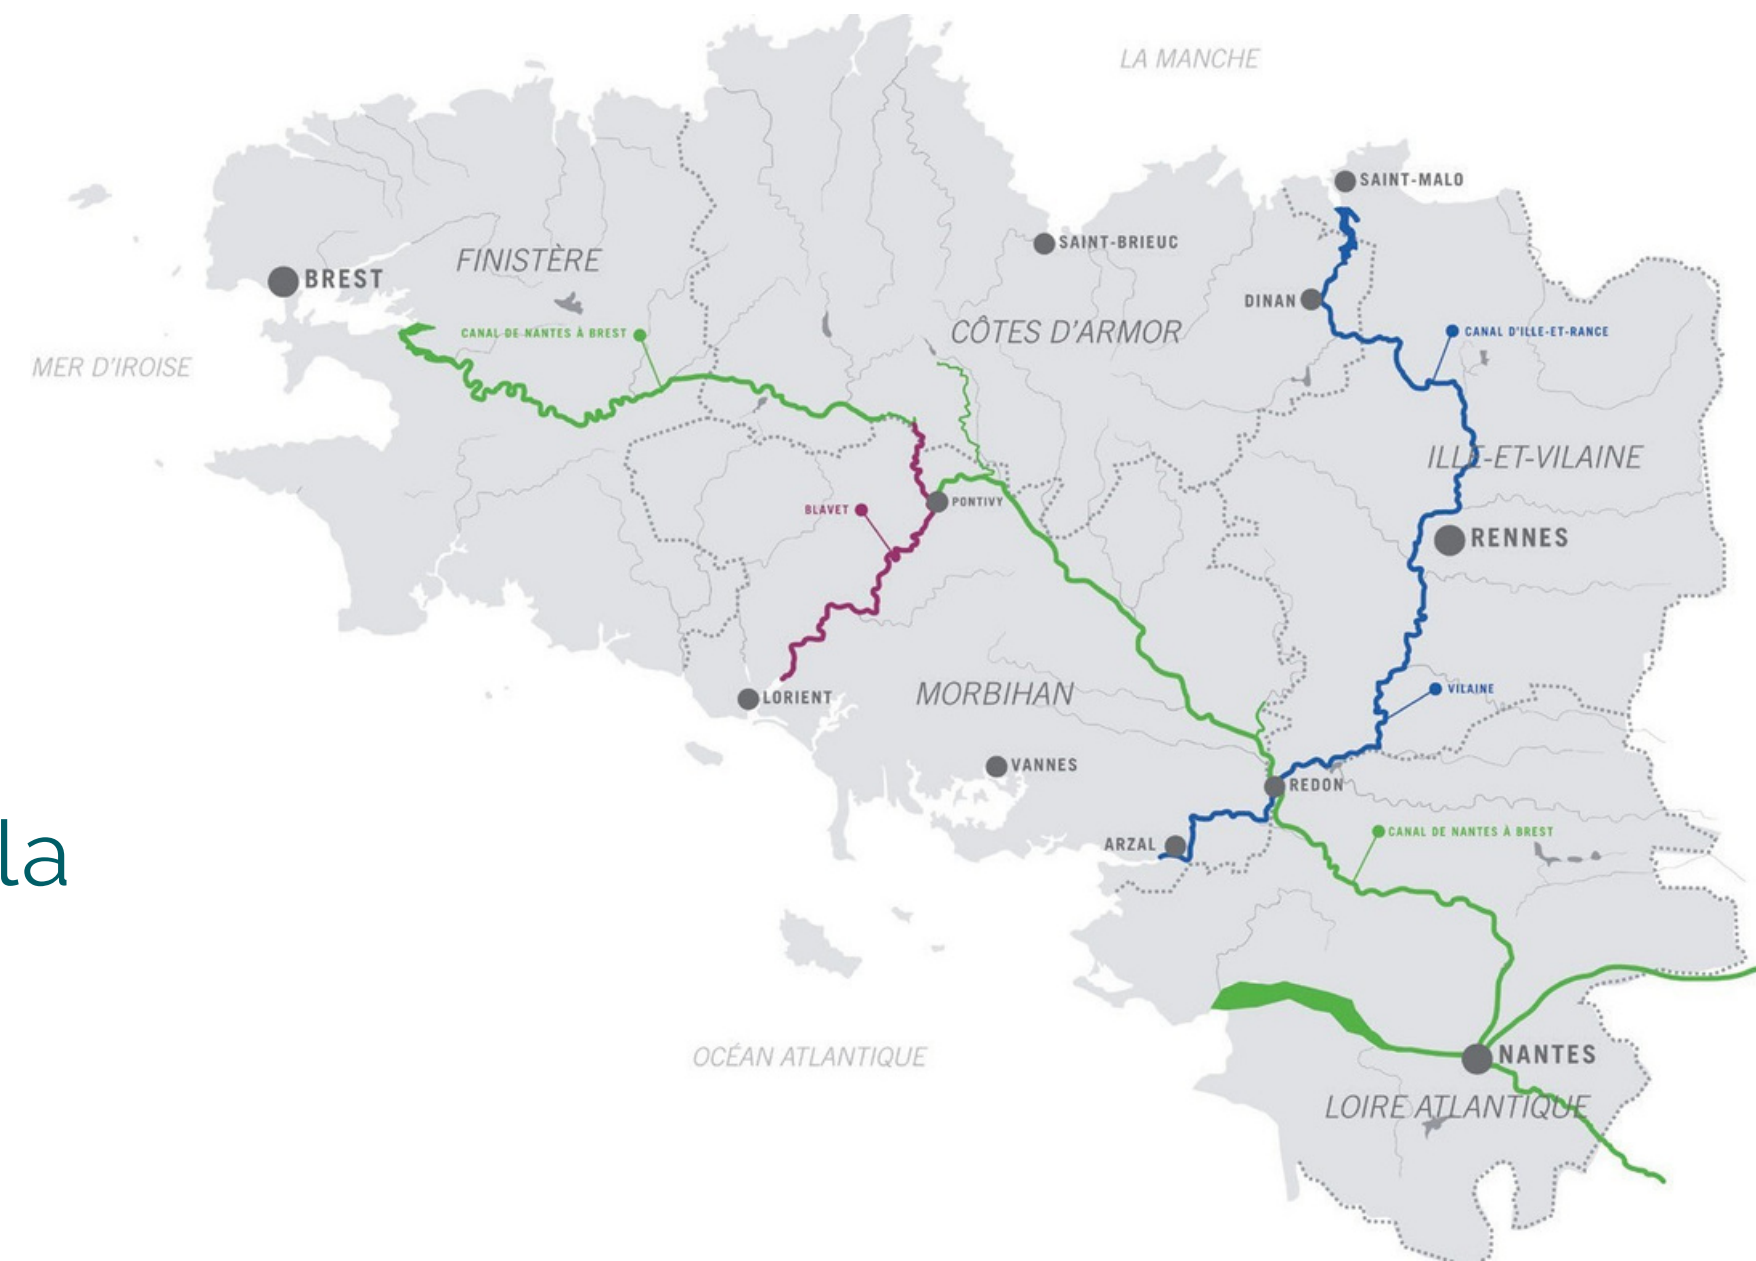 LA MANCHE
SAINT-MALO
SAINT-BRIEUC
FINISTÈRE
BREST
DINAN
CANAL DE NANTES À BREST
CÔTES D'ARMOR
CANAL D'ILLE-ET-RANCE
MER D'IROISE
ILLE-ET-VILAINE
PONTIVY
BLAVET
RENNES
VILAINE
MORBIHAN
LORIENT
VANNES
REDON
CANAL DE NANTES À BREST
ARZAL
la
OCÉAN ATLANTIQUE
NANTES
LOIRE ATLANTIQUE